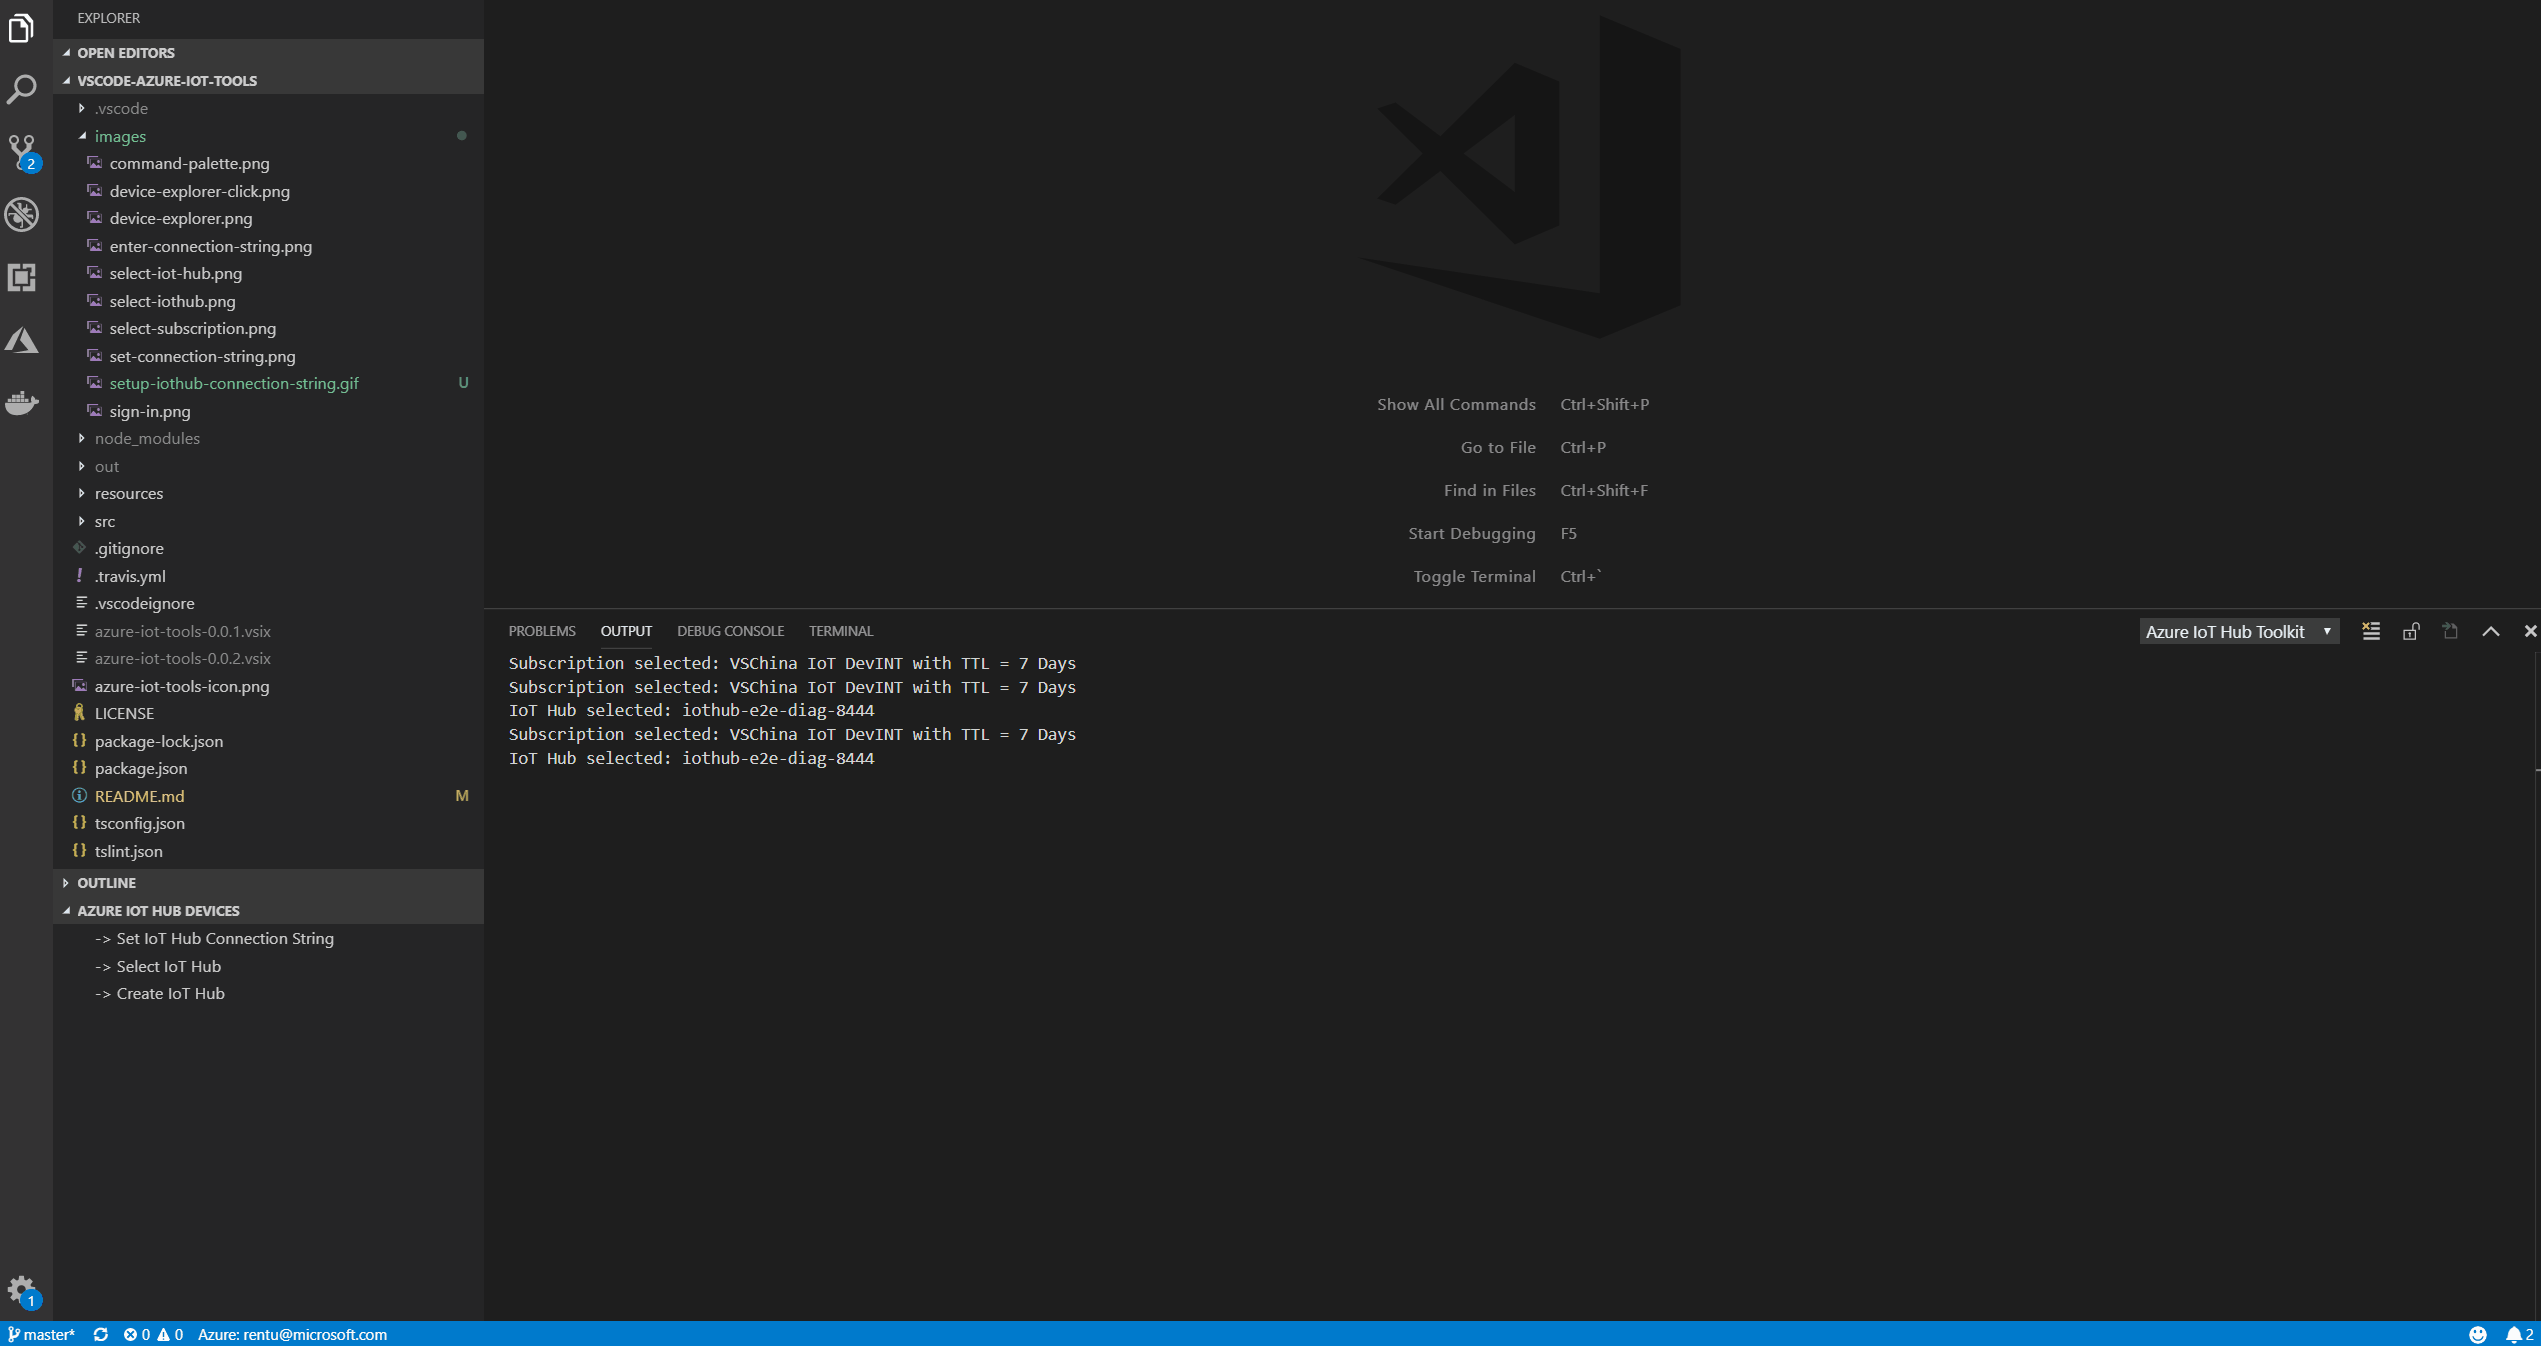 EXPLORER
OPEN EDITORS
VSCODE-AZURE-IOT-TOOLS
.vscode
images
command-palette.png
device-explorer-click.png
device-explorer.png
enter-connection-string.png
select-iot-hub.png
select-iothub.png
select-subscription.png
set-connection-string.png
setup-iothub-connection-string.gif U
sign-in.png
node_modules
out
resources
src
.gitignore
! .travis.yml
.vscodeignore
azure-iot-tools-0.0.1.vsix
azure-iot-tools-0.0.2.vsix
azure-iot-tools-icon.png
LICENSE
{} package-lock.json
{} package.json
README.md M
{} tsconfig.json
{} tslint.json
OUTLINE
AZURE IOT HUB DEVICES
-> Set IoT Hub Connection String
-> Select IoT Hub
-> Create IoT Hub
2
1
Show All Commands Ctrl+Shift+P
Go to File Ctrl+P
Find in Files Ctrl+Shift+F
Start Debugging F5
Toggle Terminal Ctrl+`
PROBLEMS OUTPUT DEBUG CONSOLE TERMINAL Azure IoT Hub Toolkit
Subscription selected: VSChina IoT DevINT with TTL = 7 Days
Subscription selected: VSChina IoT DevINT with TTL = 7 Days
IoT Hub selected: iothub-e2e-diag-8444
Subscription selected: VSChina IoT DevINT with TTL = 7 Days
IoT Hub selected: iothub-e2e-diag-8444
master* 0 0 Azure: rentu@microsoft.com 2